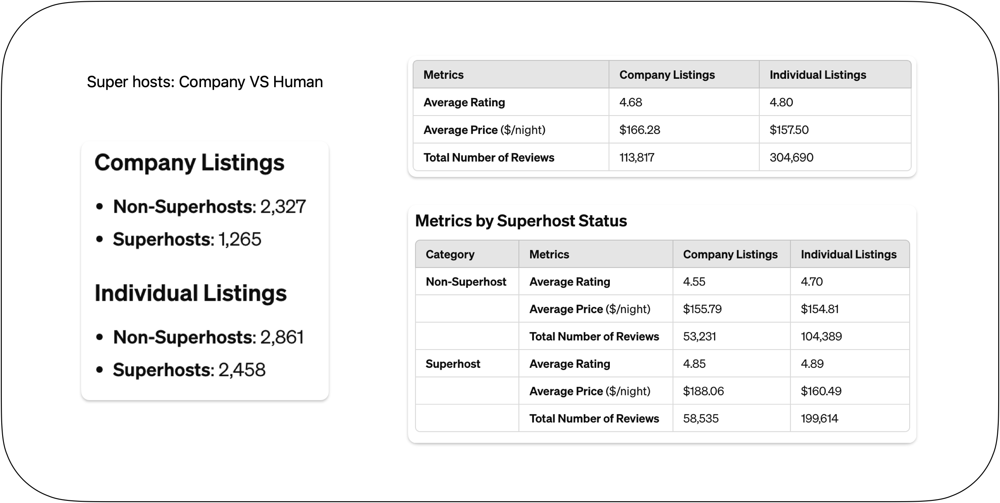 Super hosts: Company VS Human
Company Listings
• Non-Superhosts: 2,327
• Superhosts: 1,265
Individual Listings
• Non-Superhosts: 2,861
• Superhosts: 2,458
Metrics Company Listings Individual Listings
Average Rating 4.68 4.80
Average Price ($/night) $166.28 $157.50
Total Number of Reviews 113,817 304,690
Metrics by Superhost Status
Category Metrics Company Listings Individual Listings
Non-Superhost Average Rating 4.55 4.70
Average Price ($/night) $155.79 $154.81
Total Number of Reviews 53,231 104,389
Superhost Average Rating 4.85 4.89
Average Price ($/night) $188.06 $160.49
Total Number of Reviews 58,535 199,614